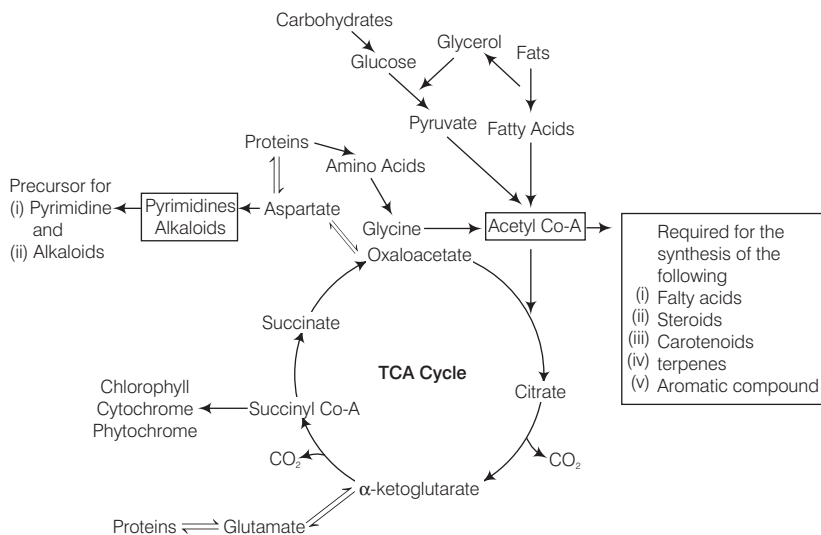 Carbohydrates
Glucose
Glycerol
Fats
Pyruvate
Fatty Acids
Proteins
Amino Acids
Precursor for
(i) Pyrimidine
and
(ii) Alkaloids
Pyrimidines
Alkaloids
Aspartate
Glycine
Acetyl Co-A
Required for the
synthesis of the
following
(i) Falty acids
(ii) Steroids
(iii) Carotenoids
(iv) terpenes
(v) Aromatic compound
Oxaloacetate
Succinate
TCA Cycle
Citrate
Chlorophyll
Cytochrome
Phytochrome
Succinyl Co-A
CO₂
CO₂
α-ketoglutarate
Proteins
Glutamate